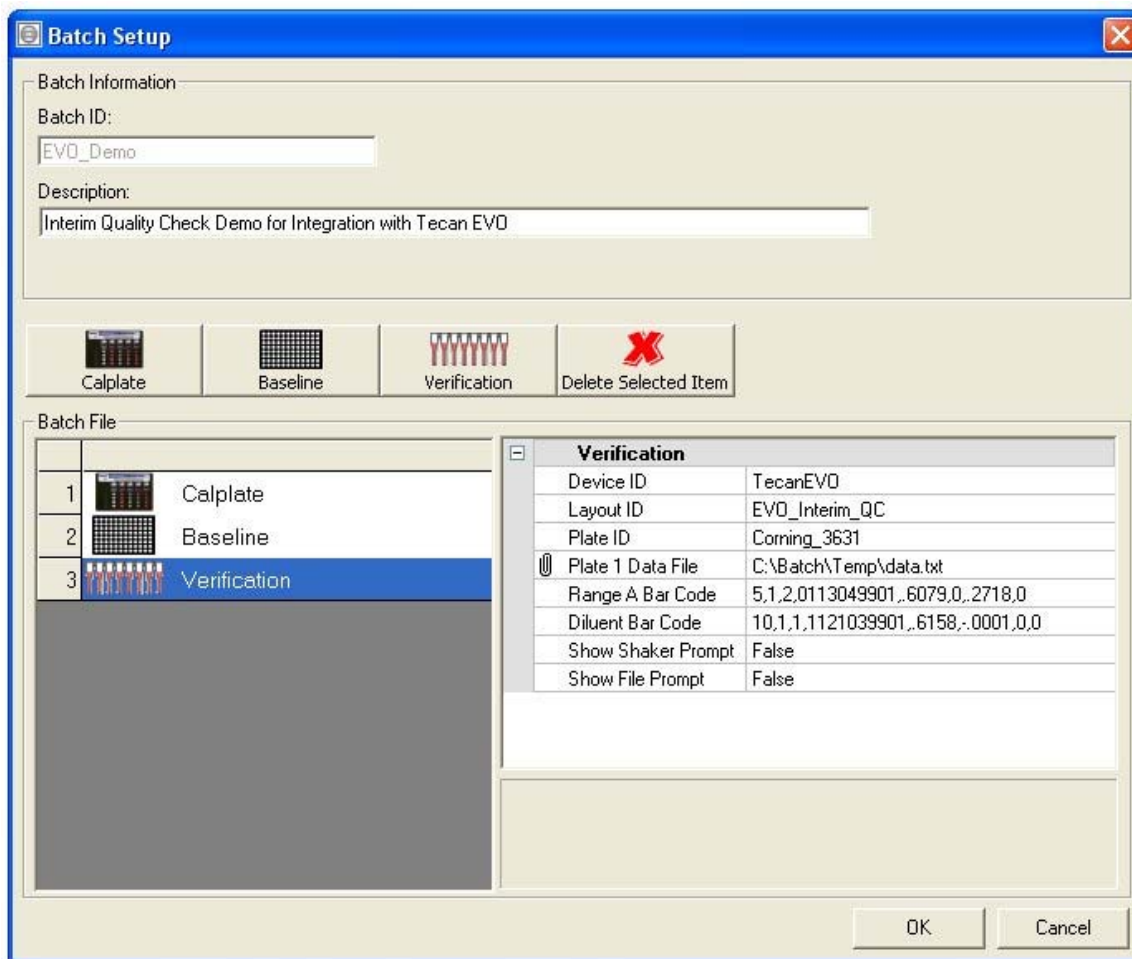 Batch Setup
Batch Information
Batch ID:
EVO_Demo
Description:
Interim Quality Check Demo for Integration with Tecan EVO
Calplate
Baseline
Verification
Delete Selected Item
Batch File
1 Calplate
2 Baseline
3 Verification
Verification
Device ID TecanEVO
Layout ID EVO_Interim_QC
Plate ID Corning_3631
Plate 1 Data File C:\Batch\Temp\data.txt
Range A Bar Code 5,1,2,0113049901,.6079,0,.2718,0
Diluent Bar Code 10,1,1,1121039901,.6158,-.0001,0,0
Show Shaker Prompt False
Show File Prompt False
OK
Cancel